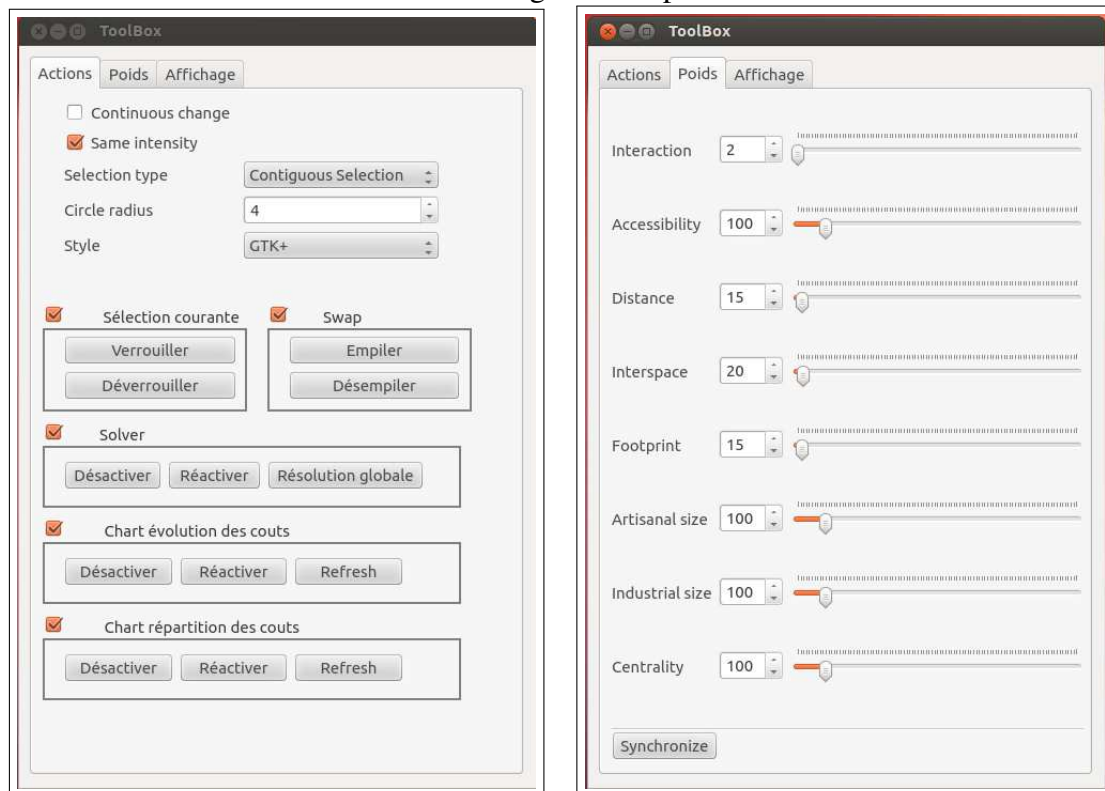 ToolBox
Actions Poids Affichage
Continuous change
Same intensity
Selection type Contiguous Selection
Circle radius 4
Style GTK+
Sélection courante Swap
Verrouiller Empiler
Déverrouiller Désempiler
Solver
Désactiver Réactiver Résolution globale
Chart évolution des couts
Désactiver Réactiver Refresh
Chart répartition des couts
Désactiver Réactiver Refresh
ToolBox
Actions Poids Affichage
Interaction 2
Accessibility 100
Distance 15
Interspace 20
Footprint 15
Artisanal size 100
Industrial size 100
Centrality 100
Synchronize